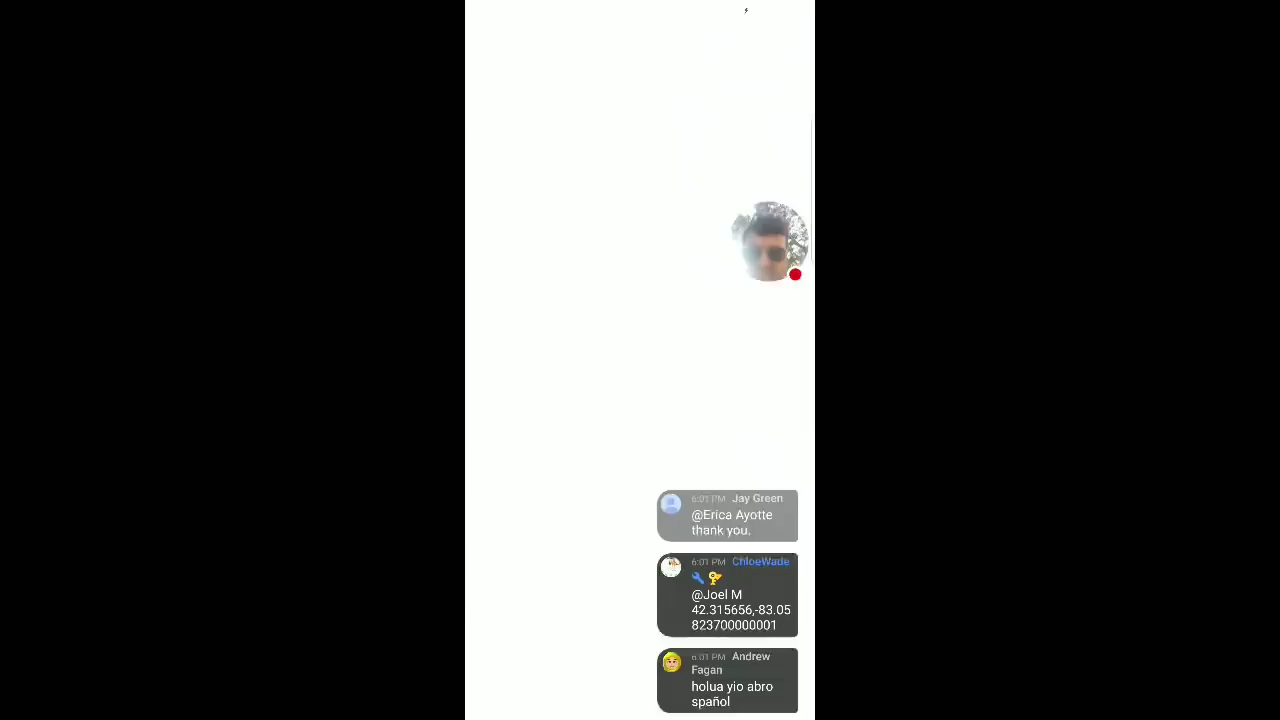 6:01 PM Jay Green
@Erica Ayotte
thank you.
6:01 PM ChloeWade
@Joel M
42.315656,-83.05
823700000001
6:01 PM Andrew
Fagan
holua yio abro
spañol